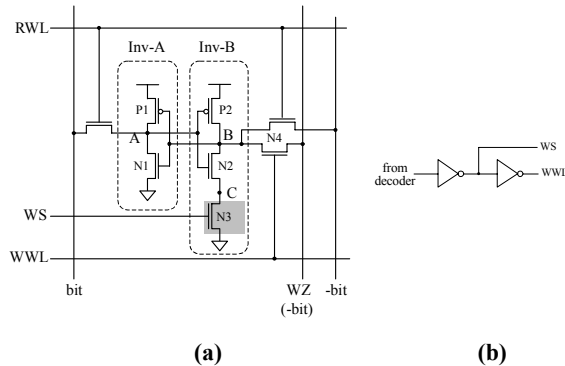 RWL
Inv-A Inv-B
P1 P2
A B N4
N1 N2
C
WS N3
WWL
bit WZ -bit
(-bit)
WS
from
decoder
WWL
(a) (b)